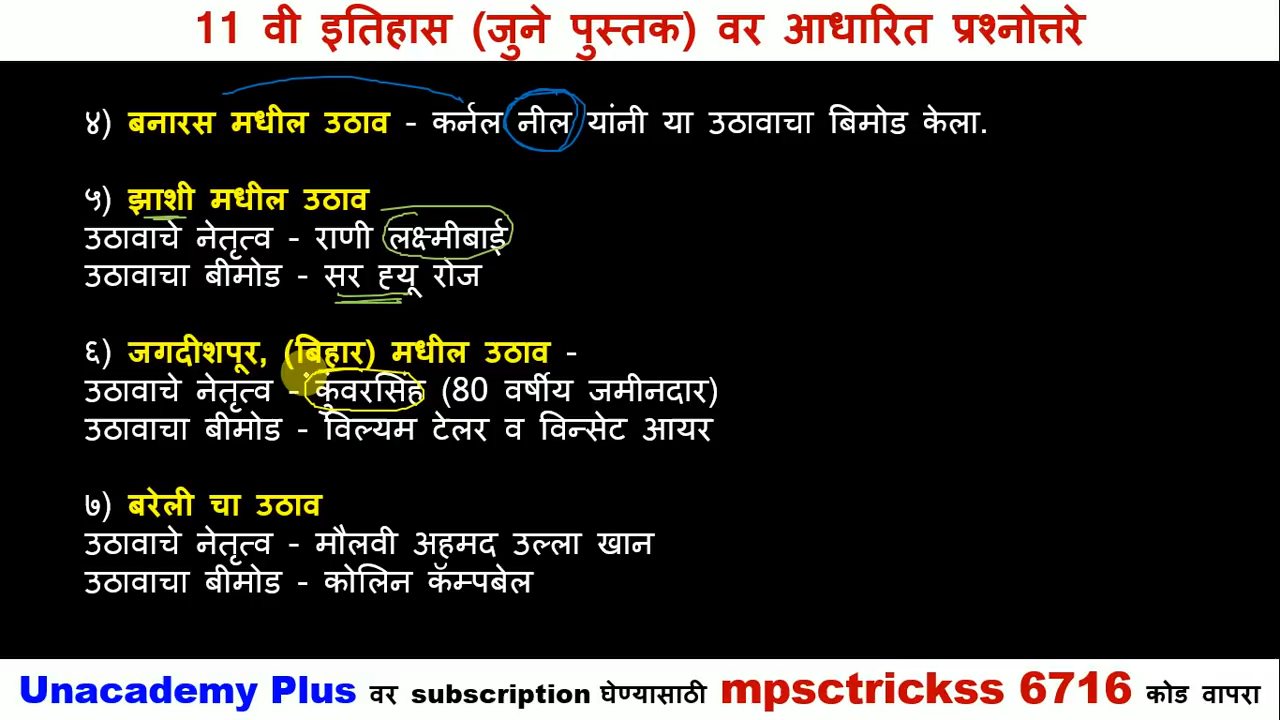 11 वी इतिहास (जुने पुस्तक) वर आधारित प्रश्नोत्तरे
४) बनारस मधील उठाव - कर्नल नील यांनी या उठावाचा बिमोड केला.
५) झाशी मधील उठाव
उठावाचे नेतृत्व - राणी लक्ष्मीबाई
उठावाचा बीमोड - सर ह्यू रोज
६) जगदीशपूर, (बिहार) मधील उठाव -
उठावाचे नेतृत्व - कुंवरसिंह (80 वर्षीय जमीनदार)
उठावाचा बीमोड - विल्यम टेलर व विन्सेट आयर
७) बरेली चा उठाव
उठावाचे नेतृत्व - मौलवी अहमद उल्ला खान
उठावाचा बीमोड - कोलिन कॅम्पबेल
Unacademy Plus वर subscription घेण्यासाठी mpsctrickss 6716 कोड वापरा